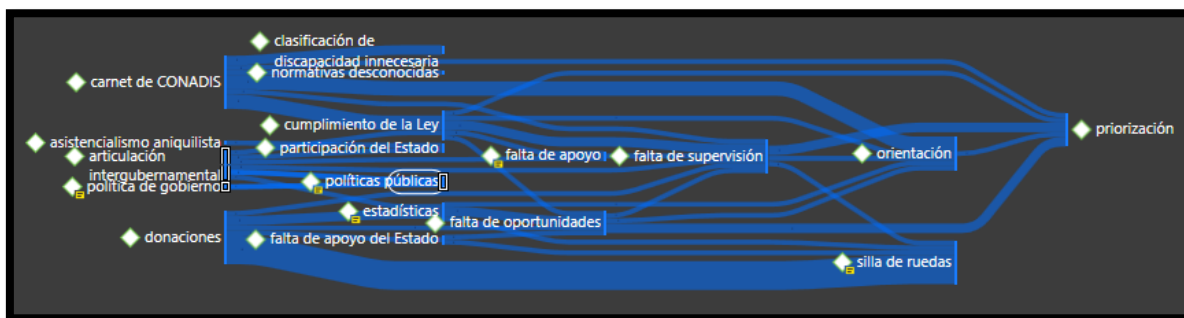 clasificación de
discapacidad innecesaria
normativas desconocidas
carnet de CONADIS
cumplimiento de la Ley
priorización
asistencialismo aniquilista
participación del Estado
articulación
intergubernamental
falta de apoyo
falta de supervisión
orientación
política de gobierno
políticas públicas
estadísticas
falta de oportunidades
donaciones
falta de apoyo del Estado
silla de ruedas